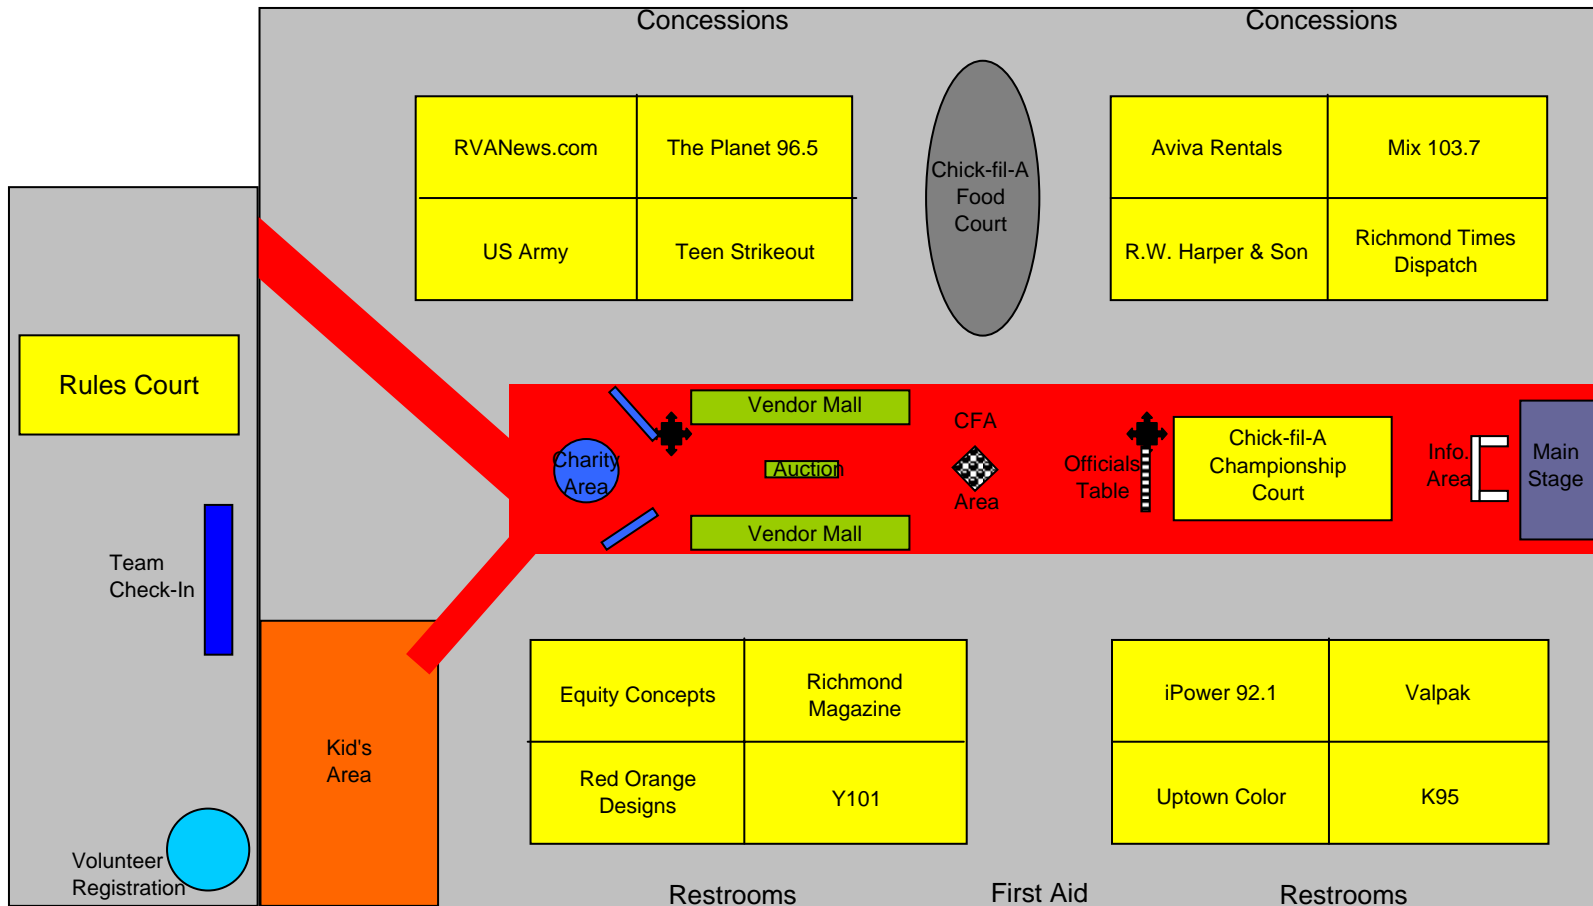 Concessions
Concessions
RVANews.com
The Planet 96.5
US Army
Teen Strikeout
Chick-fil-A
Food
Court
Aviva Rentals
Mix 103.7
R.W. Harper & Son
Richmond Times
Dispatch
Rules Court
Team
Check-In
Volunteer
Registration
Kid's
Area
Charity
Area
Vendor Mall
Auction
Vendor Mall
CFA
Area
Officials
Table
Chick-fil-A
Championship
Court
Info.
Area
Main
Stage
Equity Concepts
Richmond
Magazine
Red Orange
Designs
Y101
iPower 92.1
Valpak
Uptown Color
K95
Restrooms
First Aid
Restrooms